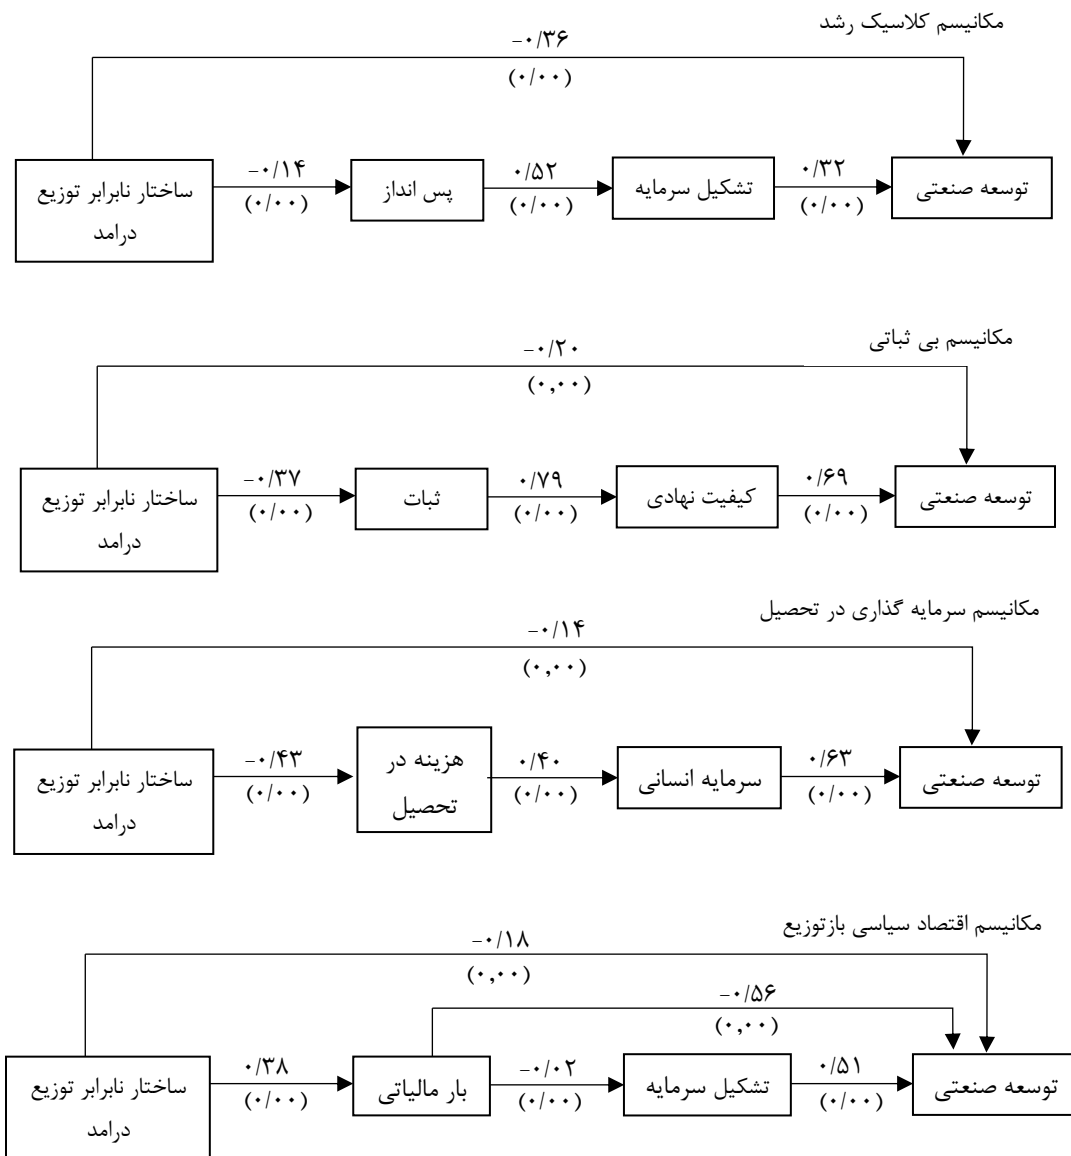 مکانیسم کلاسیک رشد
−۰/۳۶
(۰/۰۰)
ساختار نابرابر توزیع
درامد
−۰/۱۴
(۰/۰۰)
پس انداز
۰/۵۲
(۰/۰۰)
تشکیل سرمایه
۰/۳۲
(۰/۰۰)
توسعه صنعتی
مکانیسم بی ثباتی
−۰/۲۰
(۰,۰۰)
ساختار نابرابر توزیع
درامد
−۰/۳۷
(۰/۰۰)
ثبات
۰/۷۹
(۰/۰۰)
کیفیت نهادی
۰/۶۹
(۰/۰۰)
توسعه صنعتی
مکانیسم سرمایه گذاری در تحصیل
−۰/۱۴
(۰,۰۰)
ساختار نابرابر توزیع
درامد
−۰/۴۳
(۰/۰۰)
هزینه در
تحصیل
۰/۴۰
(۰/۰۰)
سرمایه انسانی
۰/۶۳
(۰/۰۰)
توسعه صنعتی
مکانیسم اقتصاد سیاسی بازتوزیع
−۰/۱۸
(۰,۰۰)
−۰/۵۶
(۰,۰۰)
ساختار نابرابر توزیع
درامد
۰/۳۸
(۰/۰۰)
بار مالیاتی
−۰/۰۲
(۰/۰۰)
تشکیل سرمایه
۰/۵۱
(۰/۰۰)
توسعه صنعتی